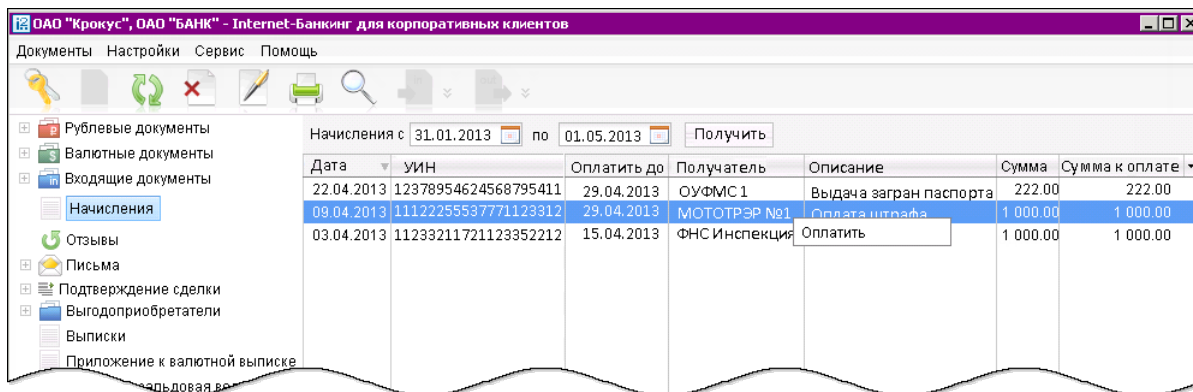 ОАО "Крокус", ОАО "БАНК" - Internet-Банкинг для корпоративных клиентов
Документы Настройки Сервис Помощь
Рублевые документы
Валютные документы
Входящие документы
Начисления
Отзывы
Письма
Подтверждение сделки
Выгодоприобретатели
Выписки
Приложение к валютной выписке
Начисления с 31.01.2013 по 01.05.2013 Получить
Дата УИН Оплатить до Получатель Описание Сумма Сумма к оплате
22.04.2013 12378954624568795411 29.04.2013 ОУФМС 1 Выдача загран паспорта 222.00 222.00
09.04.2013 11122255537771123312 29.04.2013 МОТОТРЭР №1 Оплата штрафа 1 000.00 1 000.00
03.04.2013 11233211721123352212 15.04.2013 ФНС Инспекция 1 000.00 1 000.00
Оплатить